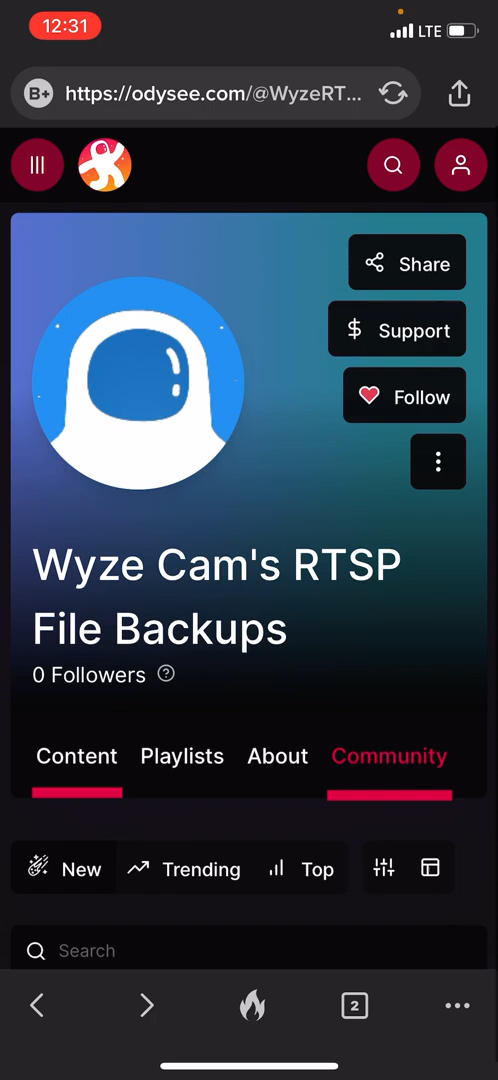 12:31
LTE
B+ https://odysee.com/@WyzeRT...
Share
Support
Follow
Wyze Cam's RTSP
File Backups
0 Followers ?
Content Playlists About Community
New Trending Top
Search
2